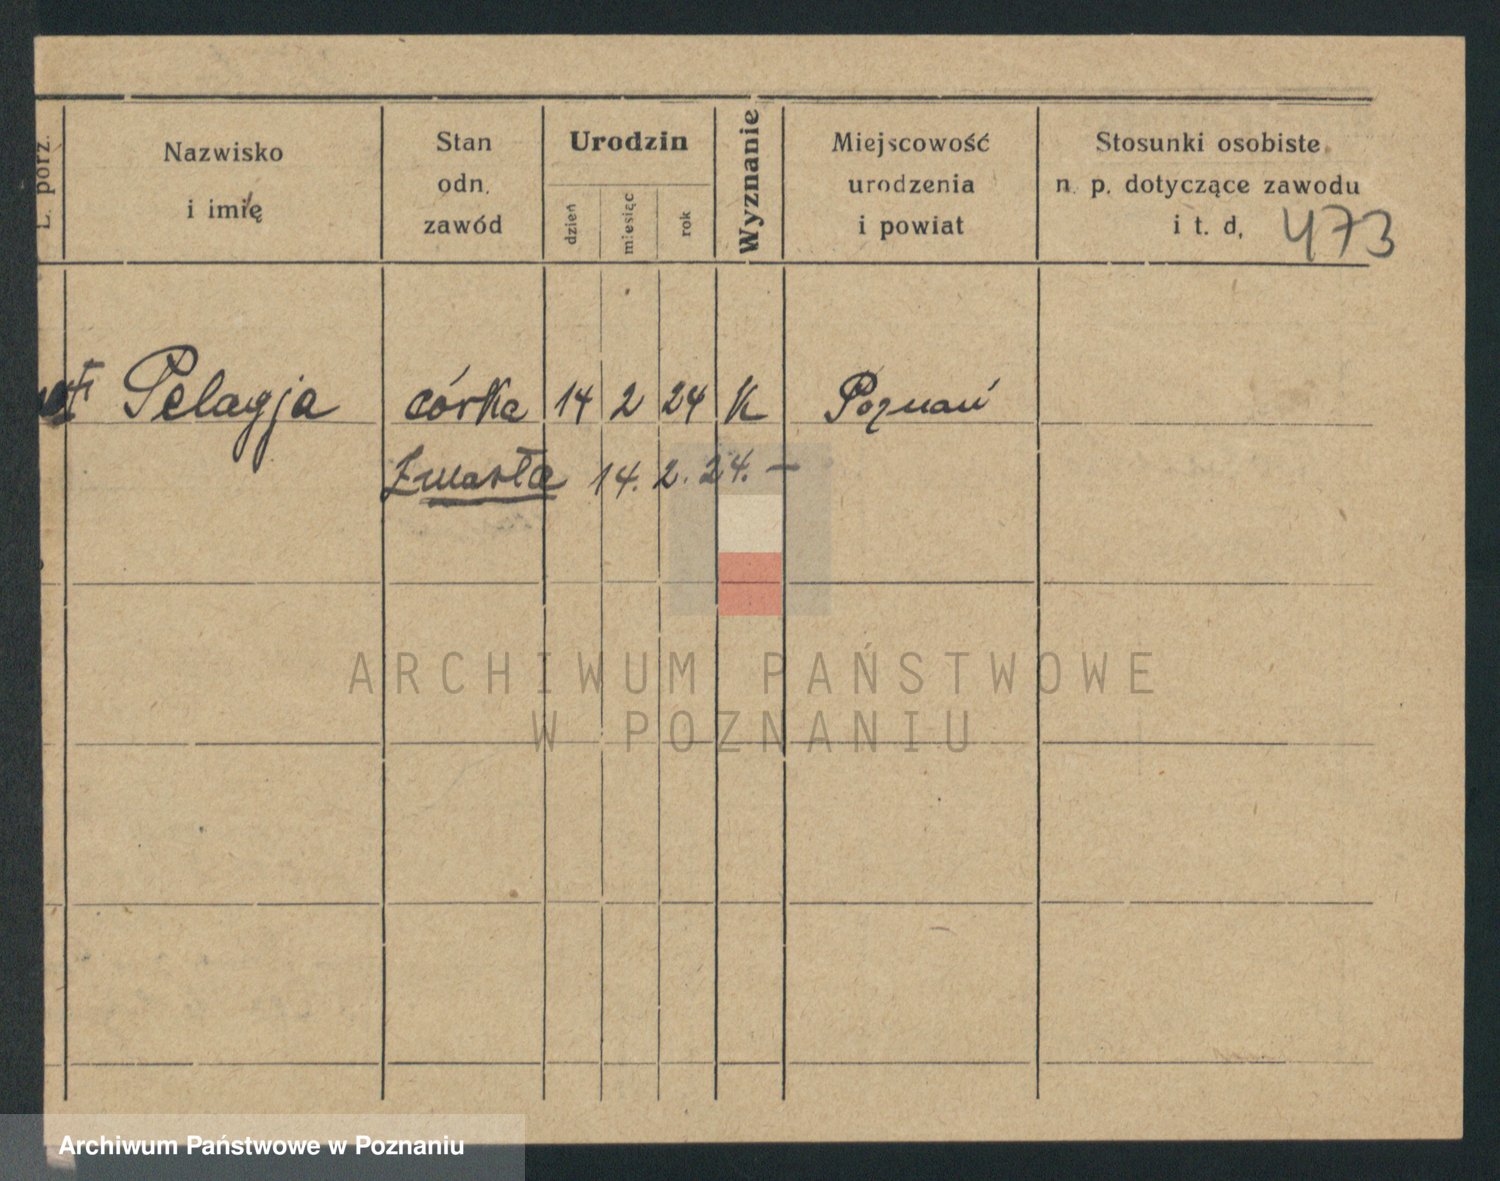 L. porz.
Nazwisko
i imię
Stan
odn.
zawód
Urodzin
dzień
miesiąc
rok
Wyznanie
Miejscowość
urodzenia
i powiat
Stosunki osobiste
n. p. dotyczące zawodu
i t. d.
473
Pelagja córka 14 2 24 K Poznań
Zmarła 14. 2. 24. —
ARCHIWUM PAŃSTWOWE
W POZNANIU
Archiwum Państwowe w Poznaniu